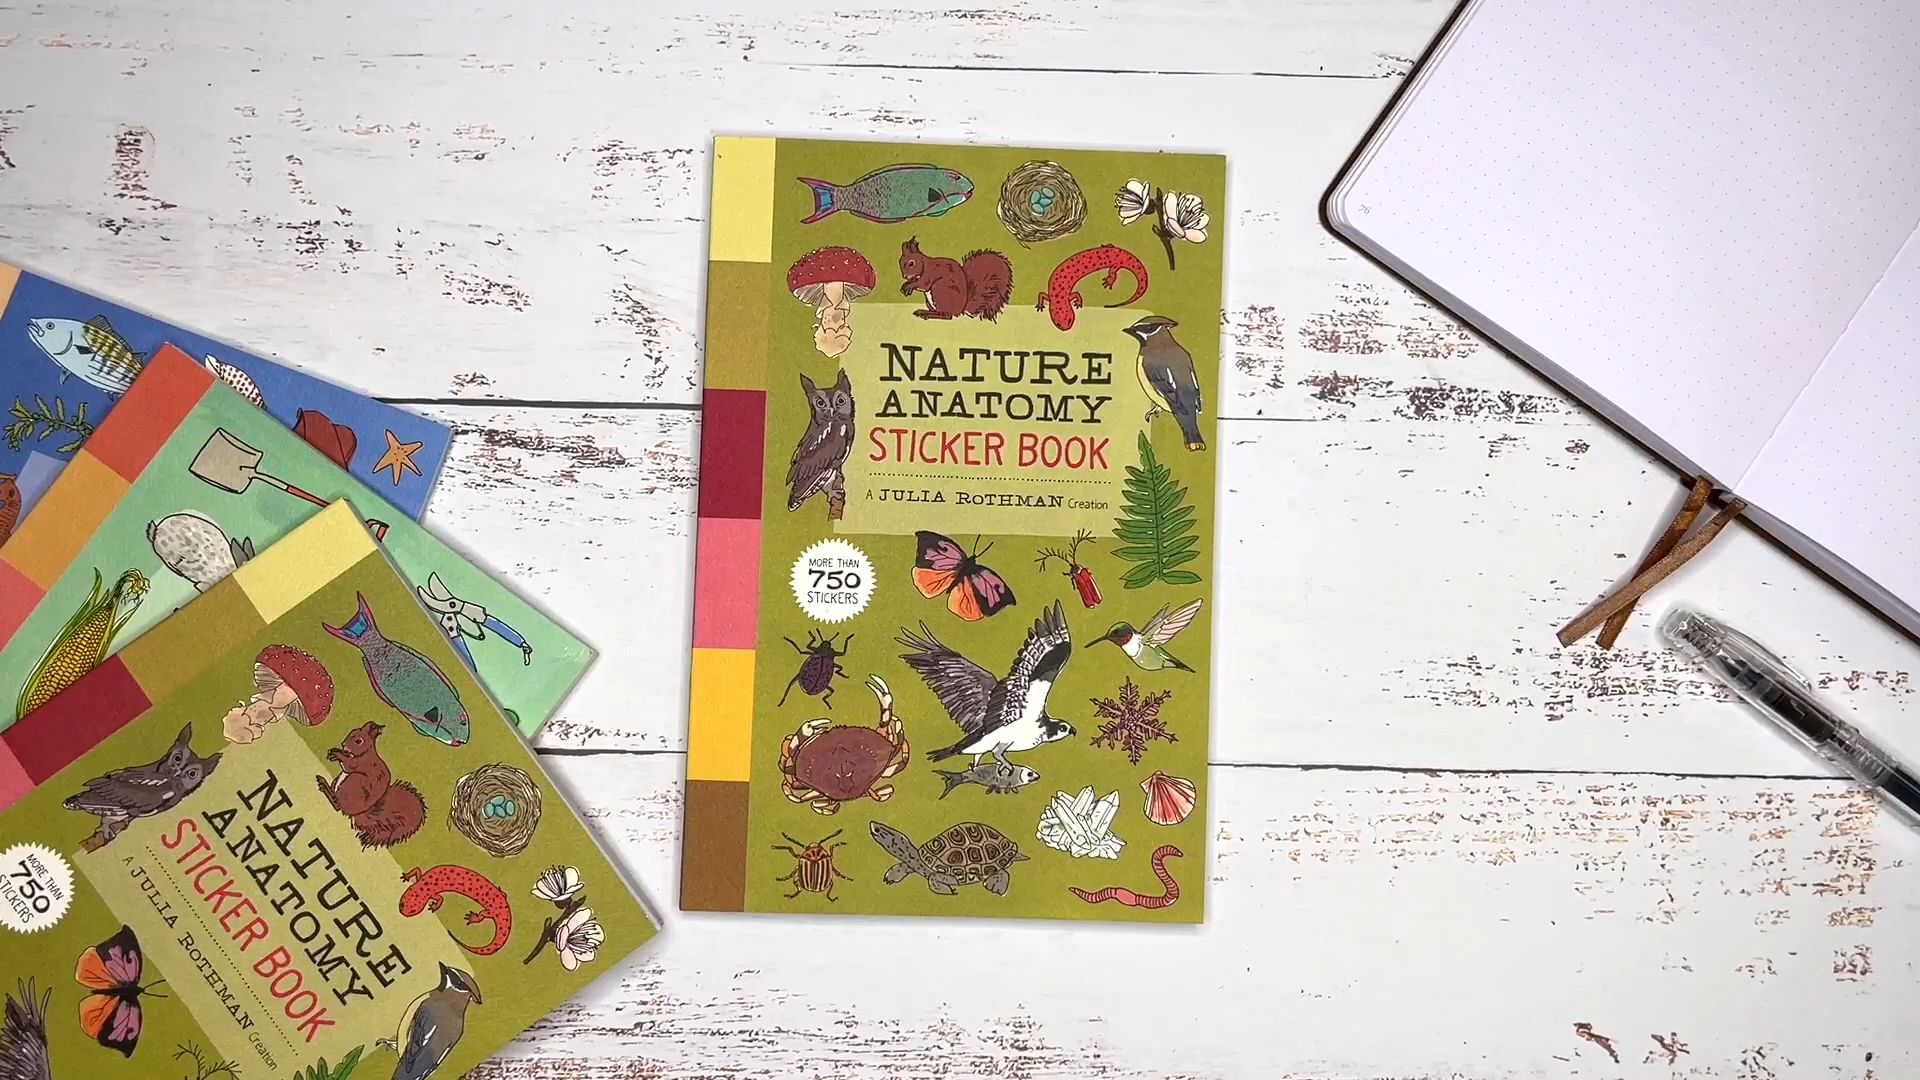 NATURE
ANATOMY
STICKER BOOK
A JULIA ROTHMAN Creation
MORE THAN
750
STICKERS
NATURE
ANATOMY
STICKER BOOK
A JULIA ROTHMAN Creation
MORE THAN
750
STICKERS
76